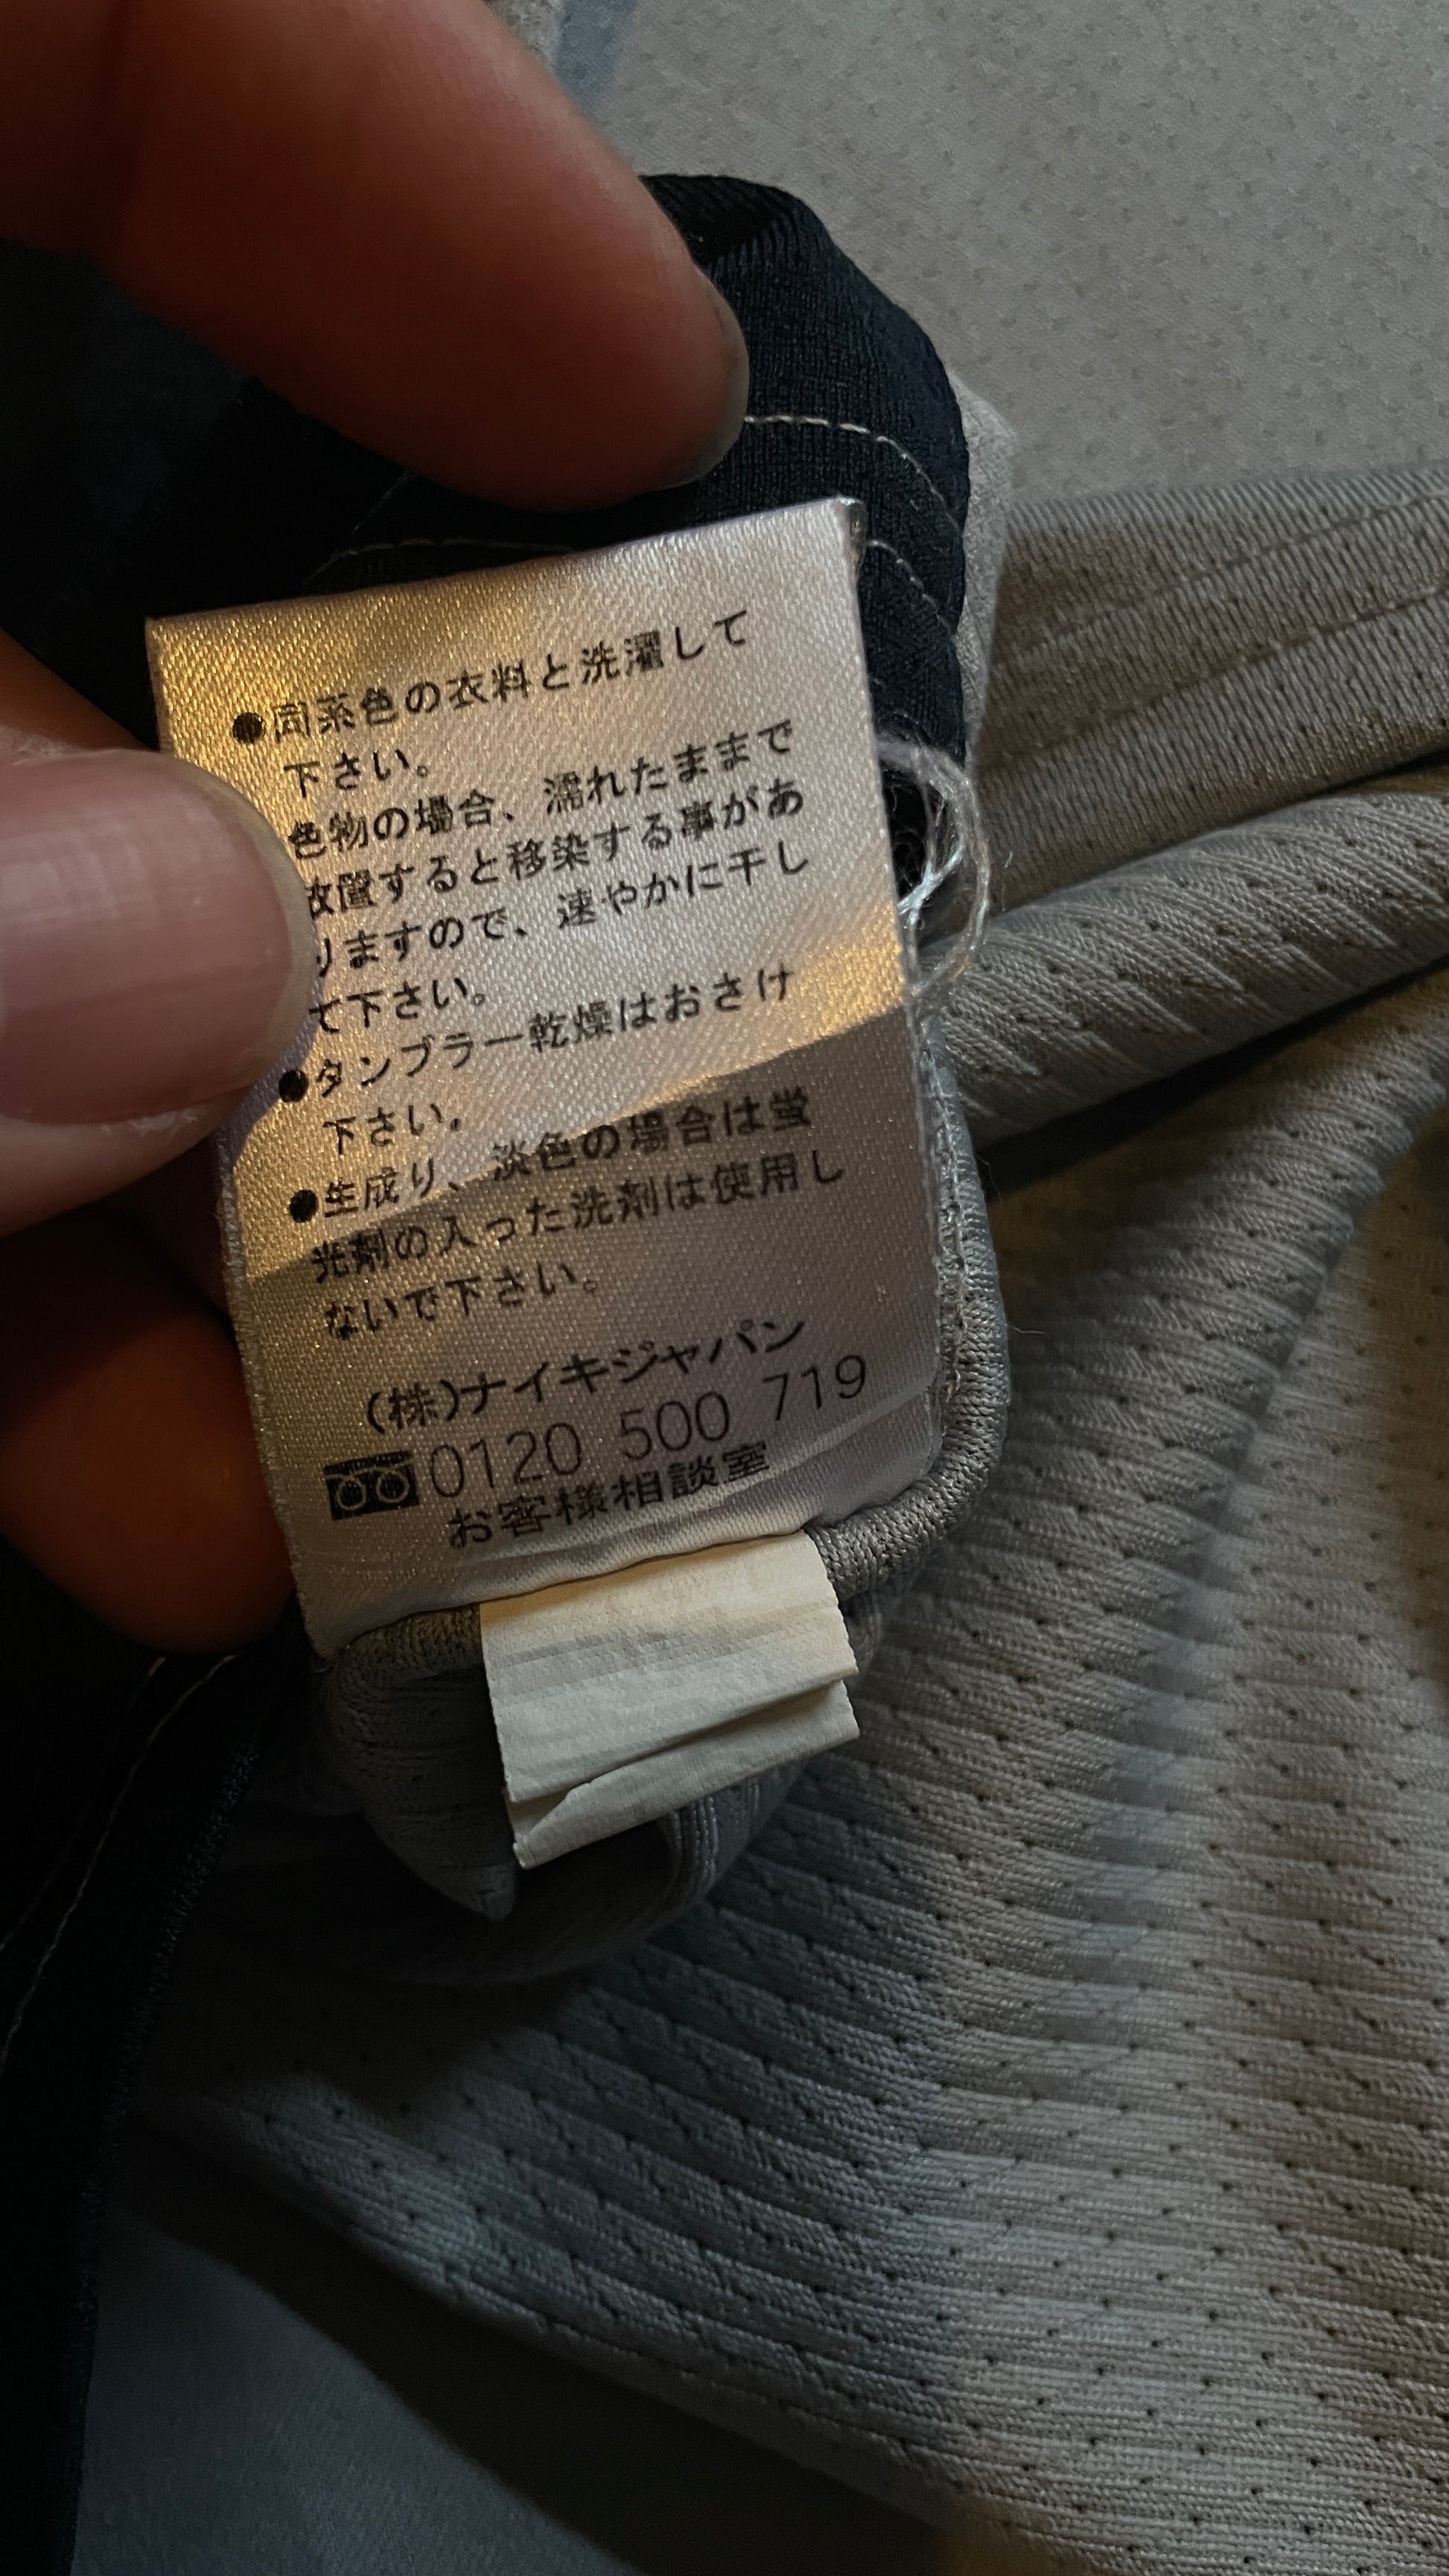 ●同系色の衣料と洗濯して
下さい。
色物の場合、濡れたままで
放置すると移染する事があ
りますので、速やかに干し
て下さい。
●タンブラー乾燥はおさけ
下さい。
●生成り、淡色の場合は蛍
光剤の入った洗剤は使用し
ないで下さい。
(株)ナイキジャパン
0120 500 719
お客様相談室